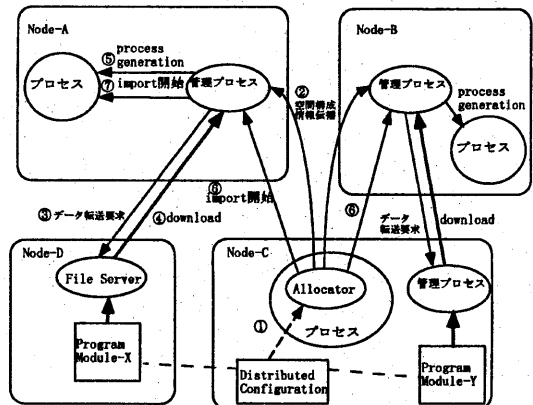 Node-A
⑤ process
generation
⑦ import開始
プロセス
管理プロセス
②
空間構成
情報伝播
Node-B
管理プロセス
process
generation
プロセス
③データ転送要求
④download
⑥
import開始
⑥
データ
転送要求
download
Node-D
File Server
Program
Module-X
Node-C
Allocator
プロセス
①
管理プロセス
Distributed
Configuration
Program
Module-Y